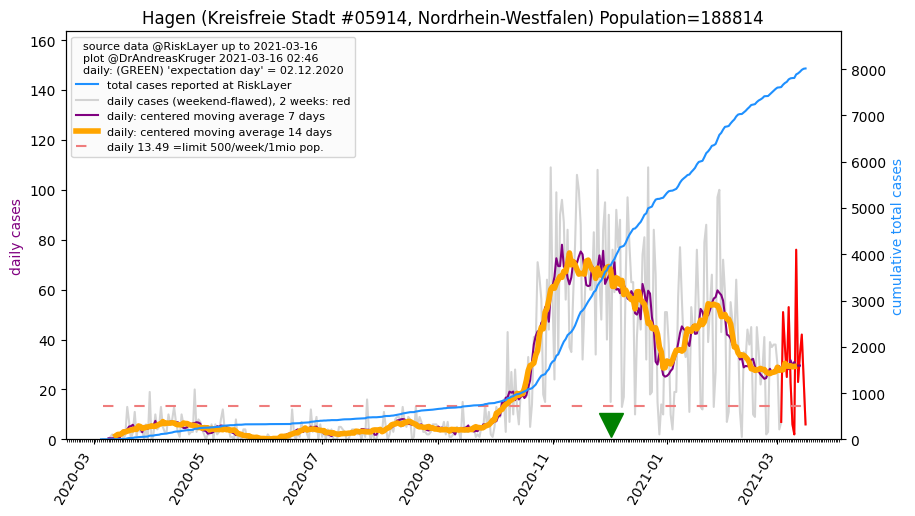 Hagen (Kreisfreie Stadt #05914, Nordrhein-Westfalen) Population=188814
source data @RiskLayer up to 2021-03-16
plot @DrAndreasKruger 2021-03-16 02:46
daily: (GREEN) 'expectation day' = 02.12.2020
total cases reported at RiskLayer
daily cases (weekend-flawed), 2 weeks: red
daily: centered moving average 7 days
daily: centered moving average 14 days
daily 13.49 =limit 500/week/1mio pop.
daily cases
160
140
120
100
80
60
40
20
0
8000
7000
6000
5000
4000
3000
2000
1000
0
cumulative total cases
2020-03
2020-05
2020-07
2020-09
2020-11
2021-01
2021-03